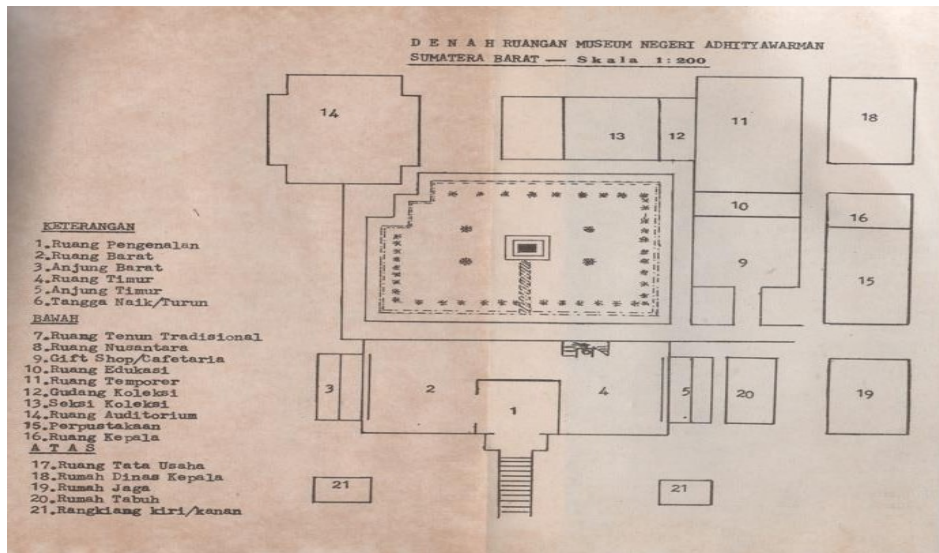 D E N A H RUANGAN MUSEUM NEGERI ADHITYAWARMAN
SUMATERA BARAT — Skala 1:200
14
13
12
11
18
10
16
9
15
KETERANGAN
1.Ruang Pengenalan
2.Ruang Barat
3.Anjung Barat
4.Ruang Timur
5.Anjung Timur
6.Tangga Naik/Turun
BAWAH
7.Ruang Tenun Tradisional
8.Ruang Nusantara
9.Gift Shop/Cafetaria
10.Ruang Edukasi
11.Ruang Temporer
12.Gudang Koleksi
13.Seksi Koleksi
14.Ruang Auditorium
15.Perpustakaan
16.Ruang Kepala
A T A S
17.Ruang Tata Usaha
18.Rumah Dinas Kepala
19.Rumah Jaga
20.Rumah Tabuh
21.Rangkiang kiri/kanan
3
2
1
4
5
20
19
21
21